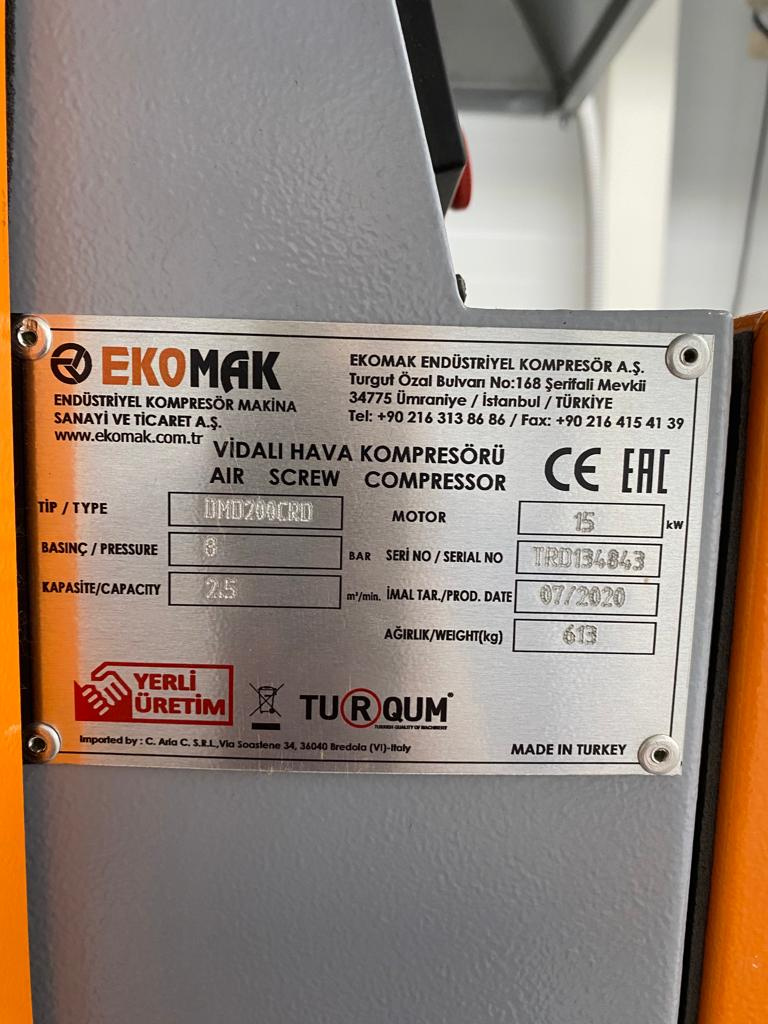 EKOMAK
ENDÜSTRİYEL KOMPRESÖR MAKİNA
SANAYİ VE TİCARET A.Ş.
www.ekomak.com.tr
EKOMAK ENDÜSTRİYEL KOMPRESÖR A.Ş.
Turgut Özal Bulvarı No:168 Şerifali Mevkii
34775 Ümraniye / İstanbul / TÜRKİYE
Tel: +90 216 313 86 86 / Fax: +90 216 415 41 39
VİDALI HAVA KOMPRESÖRÜ
AIR SCREW COMPRESSOR
CE EAC
TİP / TYPE DMD200CRD
MOTOR 15 kW
BASINÇ / PRESSURE 8 BAR
SERİ NO / SERIAL NO TRD134843
KAPASİTE/CAPACITY 2.5 m³/min.
İMAL TAR./PROD. DATE 07/2020
AĞIRLIK/WEIGHT(kg) 613
YERLİ
ÜRETİM
TURQUM
TURKISH QUALITY OF MACHINERY
Imported by : C. Aria C. S.R.L.,Via Soastene 34, 36040 Bredola (VI)-Italy
MADE IN TURKEY